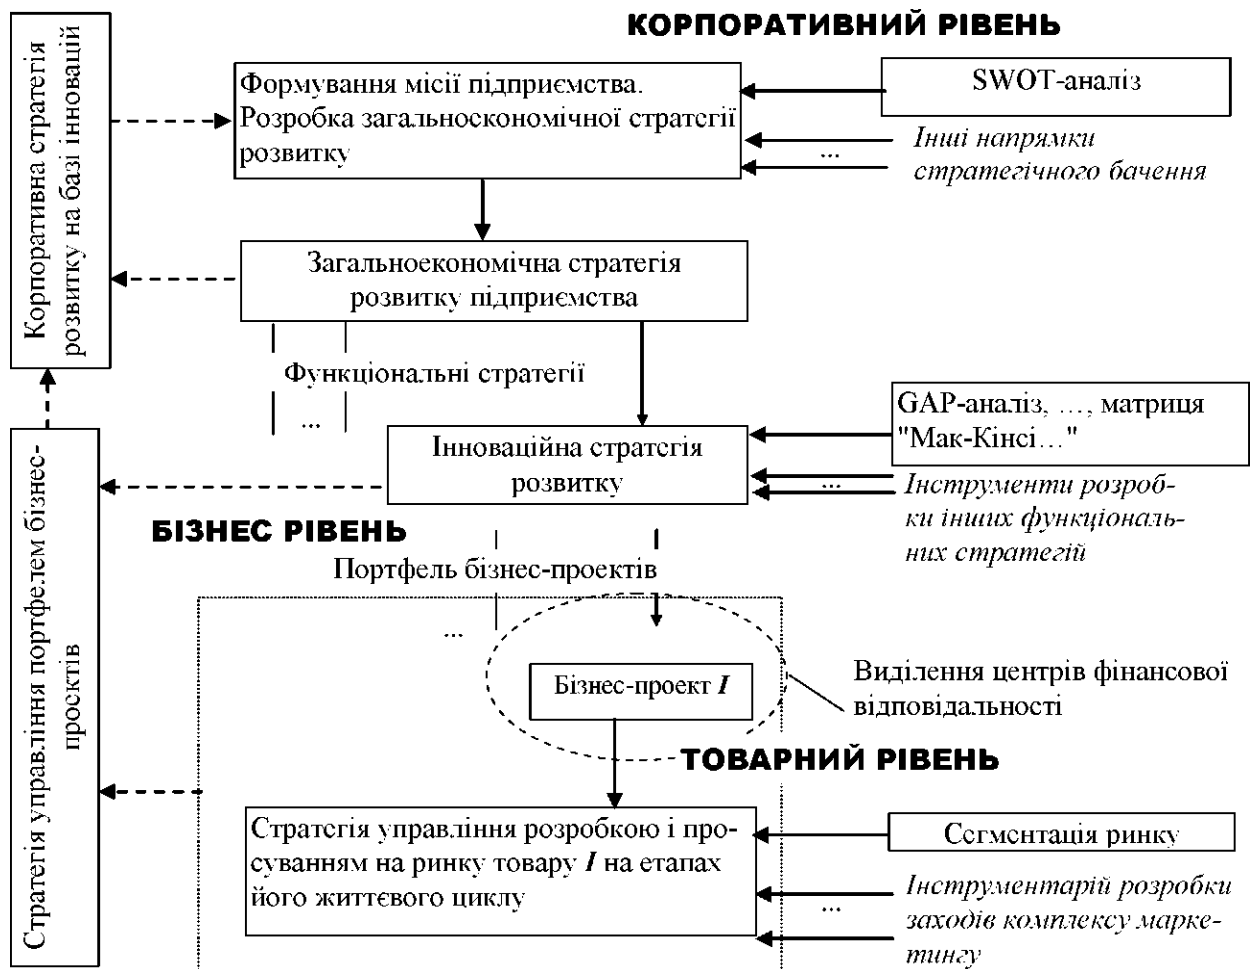 КОРПОРАТИВНИЙ РІВЕНЬ
Корпоративна стратегія
розвитку на базі інновацій
Формування місії підприємства.
Розробка загальноекономічної стратегії
розвитку
SWOT-аналіз
...
Інші напрямки
стратегічного бачення
Загальноекономічна стратегія
розвитку підприємства
Функціональні стратегії
...
GAP-аналіз, …, матриця
"Мак-Кінсі…"
Інноваційна стратегія
розвитку
...
Інструменти розроб-
ки інших функціональ-
них стратегій
БІЗНЕС РІВЕНЬ
Стратегія управління портфелем бізнес-
проєктів
Портфель бізнес-проектів
...
Бізнес-проект I
Виділення центрів фінансової
відповідальності
ТОВАРНИЙ РІВЕНЬ
Стратегія управління розробкою і про-
суванням на ринку товару I на етапах
його життєвого циклу
Сегментація ринку
...
Інструментарій розробки
заходів комплексу марке-
тингу